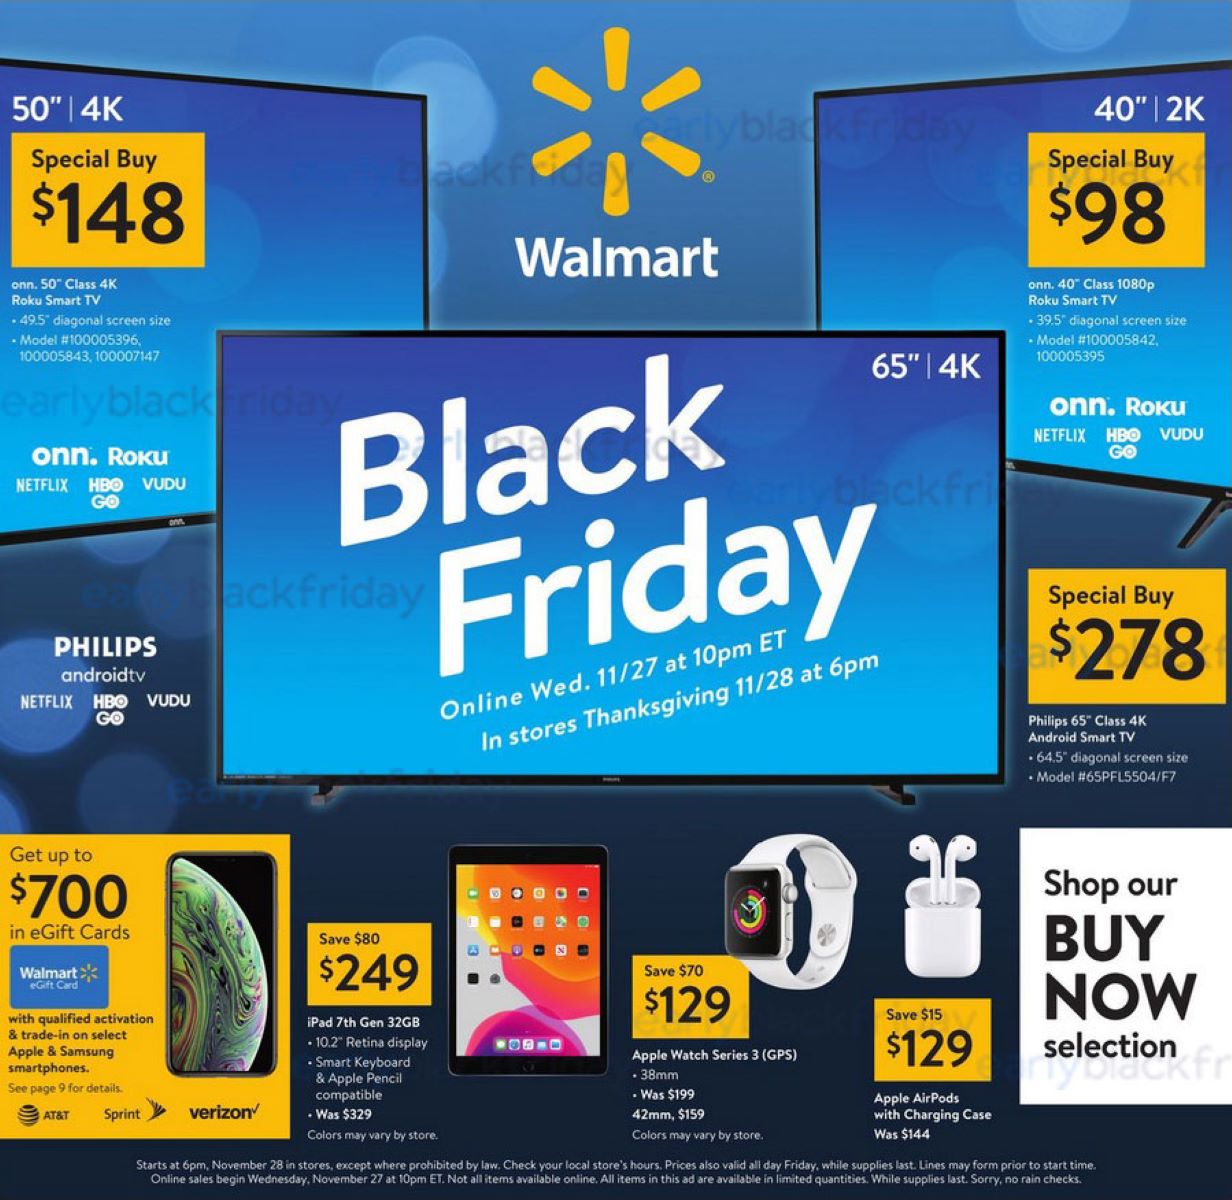 50" | 4K
Special Buy
$148
onn. 50" Class 4K
Roku Smart TV
• 49.5" diagonal screen size
• Model #100005396,
100005843, 100007147
onn. Roku
NETFLIX HBO GO VUDU
onn.
Walmart
40" | 2K
Special Buy
$98
onn. 40" Class 1080p
Roku Smart TV
• 39.5" diagonal screen size
• Model #100005842,
100005395
onn. Roku
NETFLIX HBO GO VUDU
onn.
65" | 4K
Black
Friday
Online Wed. 11/27 at 10pm ET
In stores Thanksgiving 11/28 at 6pm
PHILIPS
PHILIPS
androidtv
NETFLIX HBO GO VUDU
Special Buy
$278
Philips 65" Class 4K
Android Smart TV
• 64.5" diagonal screen size
• Model #65PFL5504/F7
Get up to
$700
in eGift Cards
Walmart
eGift Card
with qualified activation
& trade-in on select
Apple & Samsung
smartphones.
See page 9 for details.
AT&T Sprint verizon✓
Save $80
$249
iPad 7th Gen 32GB
• 10.2" Retina display
• Smart Keyboard
& Apple Pencil
compatible
• Was $329
Colors may vary by store.
Save $70
$129
Apple Watch Series 3 (GPS)
• 38mm
• Was $199
42mm, $159
Colors may vary by store.
Save $15
$129
Apple AirPods
with Charging Case
Was $144
Shop our
BUY
NOW
selection
Starts at 6pm, November 28 in stores, except where prohibited by law. Check your local store's hours. Prices also valid all day Friday, while supplies last. Lines may form prior to start time.
Online sales begin Wednesday, November 27 at 10pm ET. Not all items available online. All items in this ad are available in limited quantities. While supplies last. Sorry, no rain checks.
earlyblackfriday
earlyblackfriday
earlyblackfriday
earlyblackfriday
earlyblackfriday
earlyblackfriday